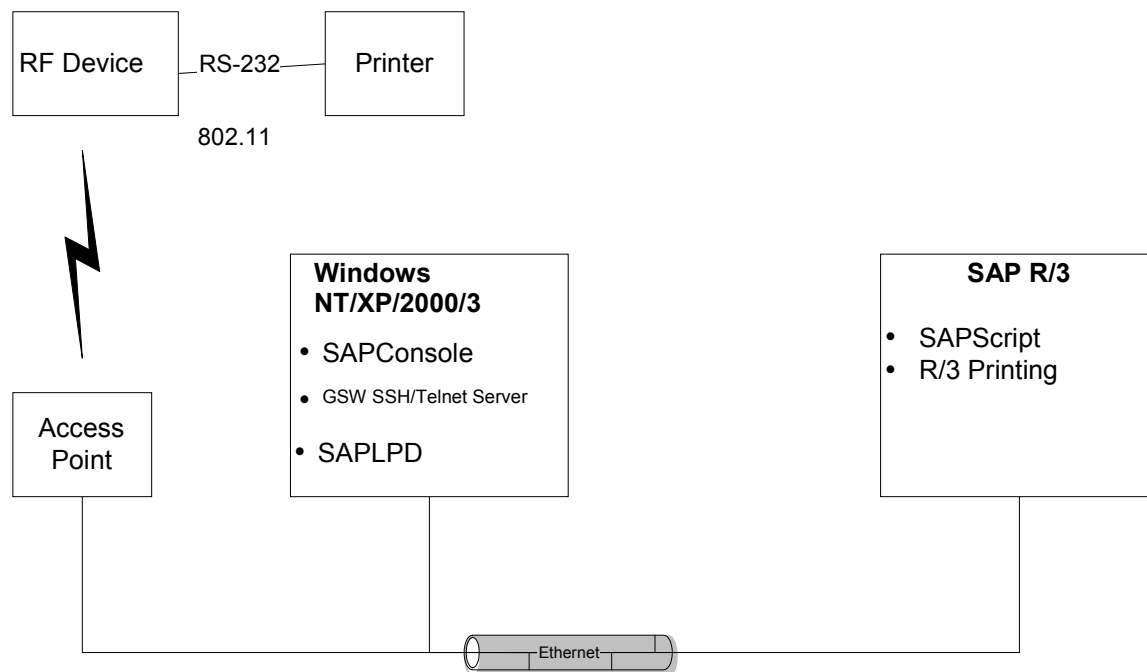 RF Device
RS-232
Printer
802.11
Windows
NT/XP/2000/3
• SAPConsole
• GSW SSH/Telnet Server
• SAPLPD
SAP R/3
• SAPScript
• R/3 Printing
Access
Point
Ethernet